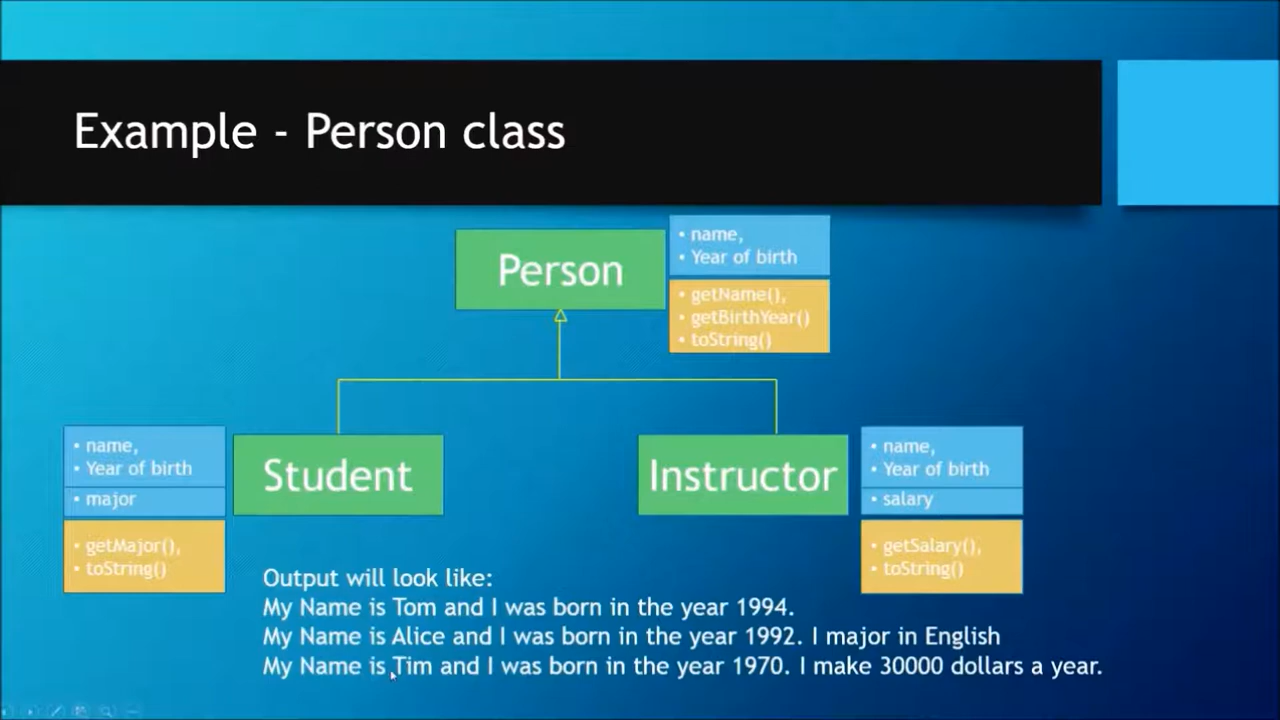 Example - Person class
Person
• name,
• Year of birth
• getName(),
• getBirthYear()
• toString()
• name,
• Year of birth
• major
• getMajor(),
• toString()
Student
Instructor
• name,
• Year of birth
• salary
• getSalary(),
• toString()
Output will look like:
My Name is Tom and I was born in the year 1994.
My Name is Alice and I was born in the year 1992. I major in English
My Name is Tim and I was born in the year 1970. I make 30000 dollars a year.